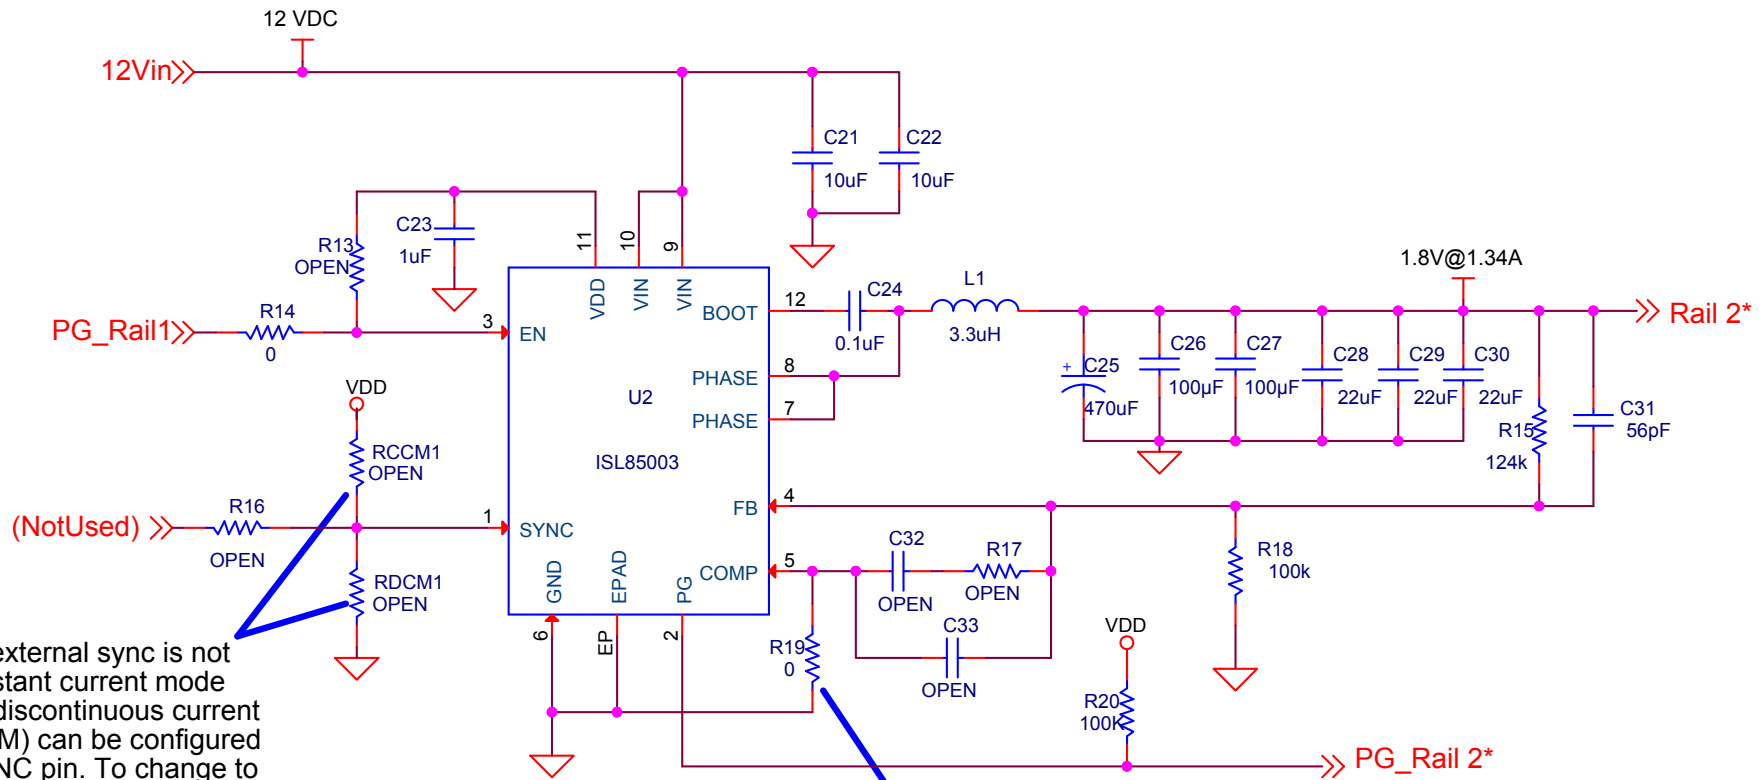 12 VDC
12Vin
C21
10uF
C22
10uF
C23
1uF
R13
OPEN
R14
0
PG_Rail1
3
EN
11
VDD
10
VIN
9
VIN
BOOT
12
C24
0.1uF
L1
3.3uH
1.8V@1.34A
Rail 2*
PHASE
8
PHASE
7
U2
ISL85003
+
C25
470uF
C26
100µF
C27
100µF
C28
22uF
C29
22uF
C30
22uF
R15
124k
C31
56pF
VDD
RCCM1
OPEN
(NotUsed)
R16
OPEN
1
SYNC
RDCM1
OPEN
FB
4
COMP
5
C32
OPEN
R17
OPEN
C33
OPEN
R18
100k
GND
6
EPAD
EP
PG
2
R19
0
VDD
R20
100K
PG_Rail 2*
external sync is not
stant current mode
discontinuous current
M) can be configured
NC pin. To change to